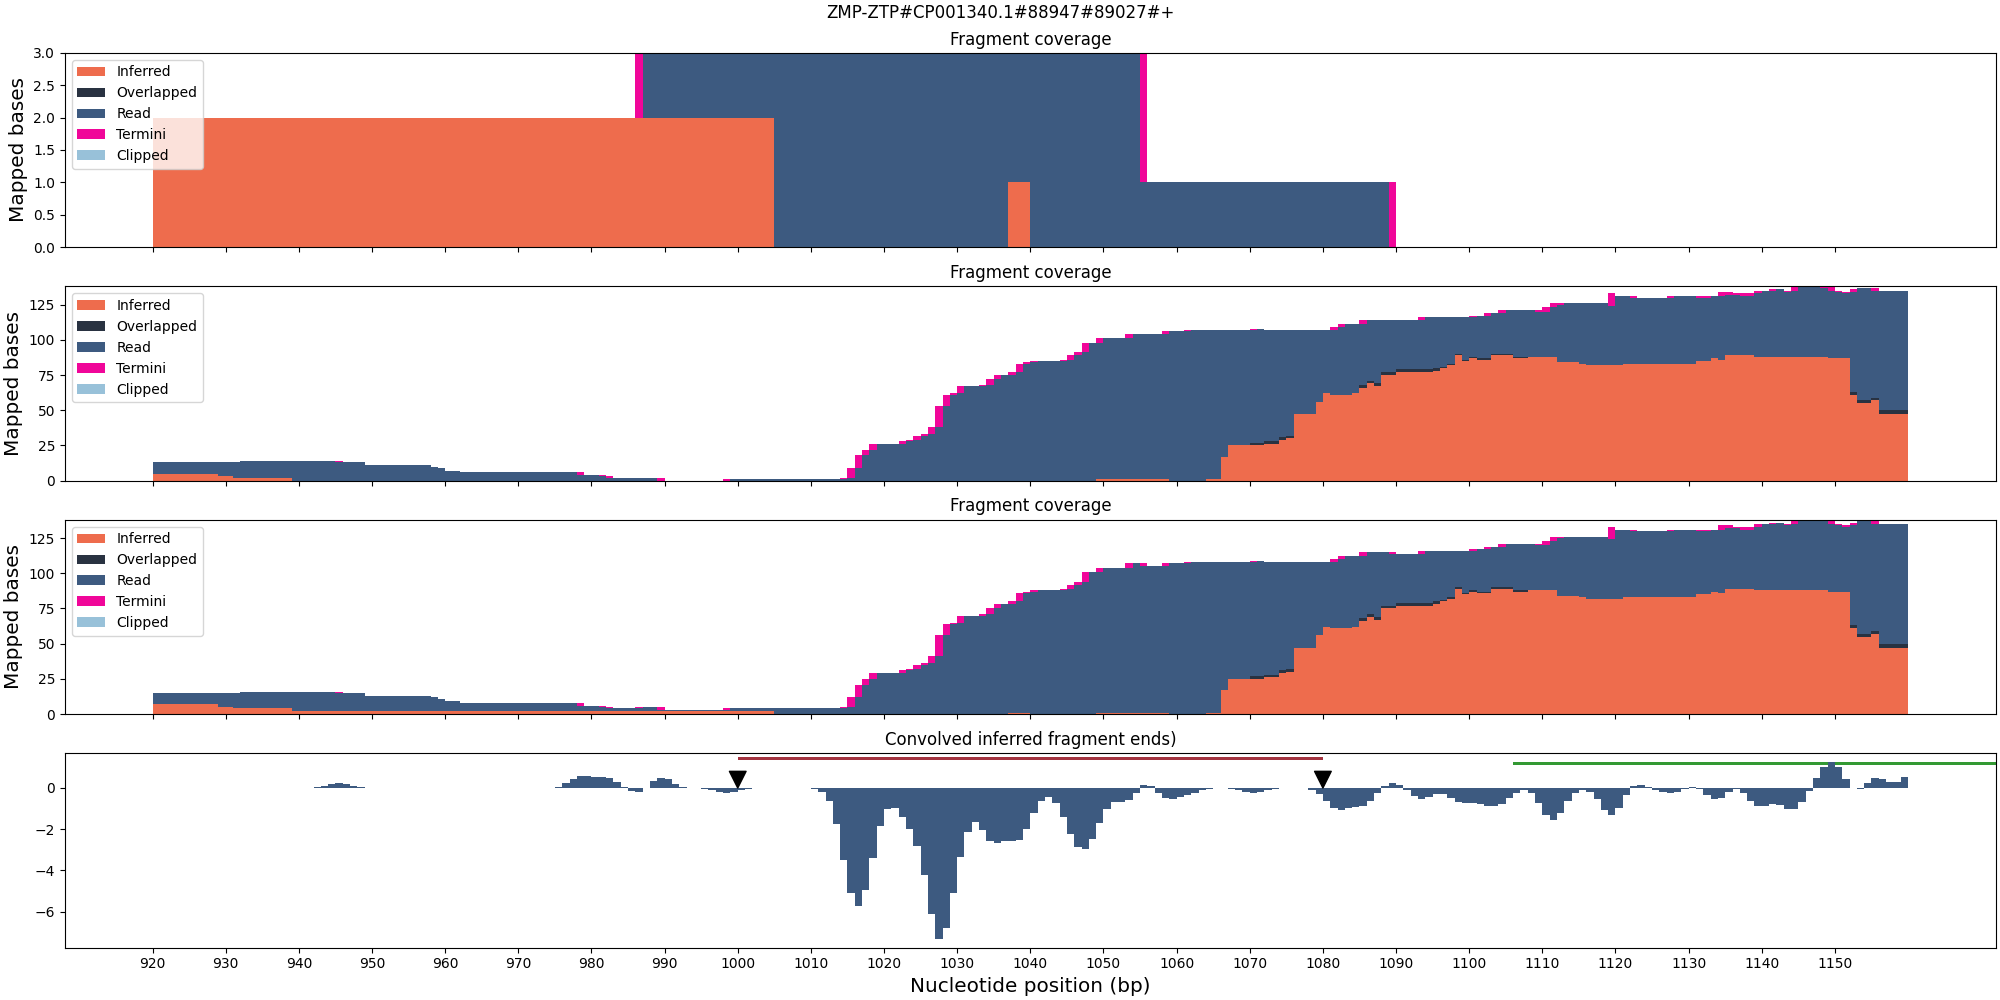 ZMP-ZTP#CP001340.1#88947#89027#+
Fragment coverage
Mapped bases
3.0
2.5
2.0
1.5
1.0
0.5
0.0
Inferred
Overlapped
Read
Termini
Clipped
Fragment coverage
Mapped bases
125
100
75
50
25
0
Inferred
Overlapped
Read
Termini
Clipped
Fragment coverage
Mapped bases
125
100
75
50
25
0
Inferred
Overlapped
Read
Termini
Clipped
Convolved inferred fragment ends)
0
−2
−4
−6
920 930 940 950 960 970 980 990 1000 1010 1020 1030 1040 1050 1060 1070 1080 1090 1100 1110 1120 1130 1140 1150
Nucleotide position (bp)